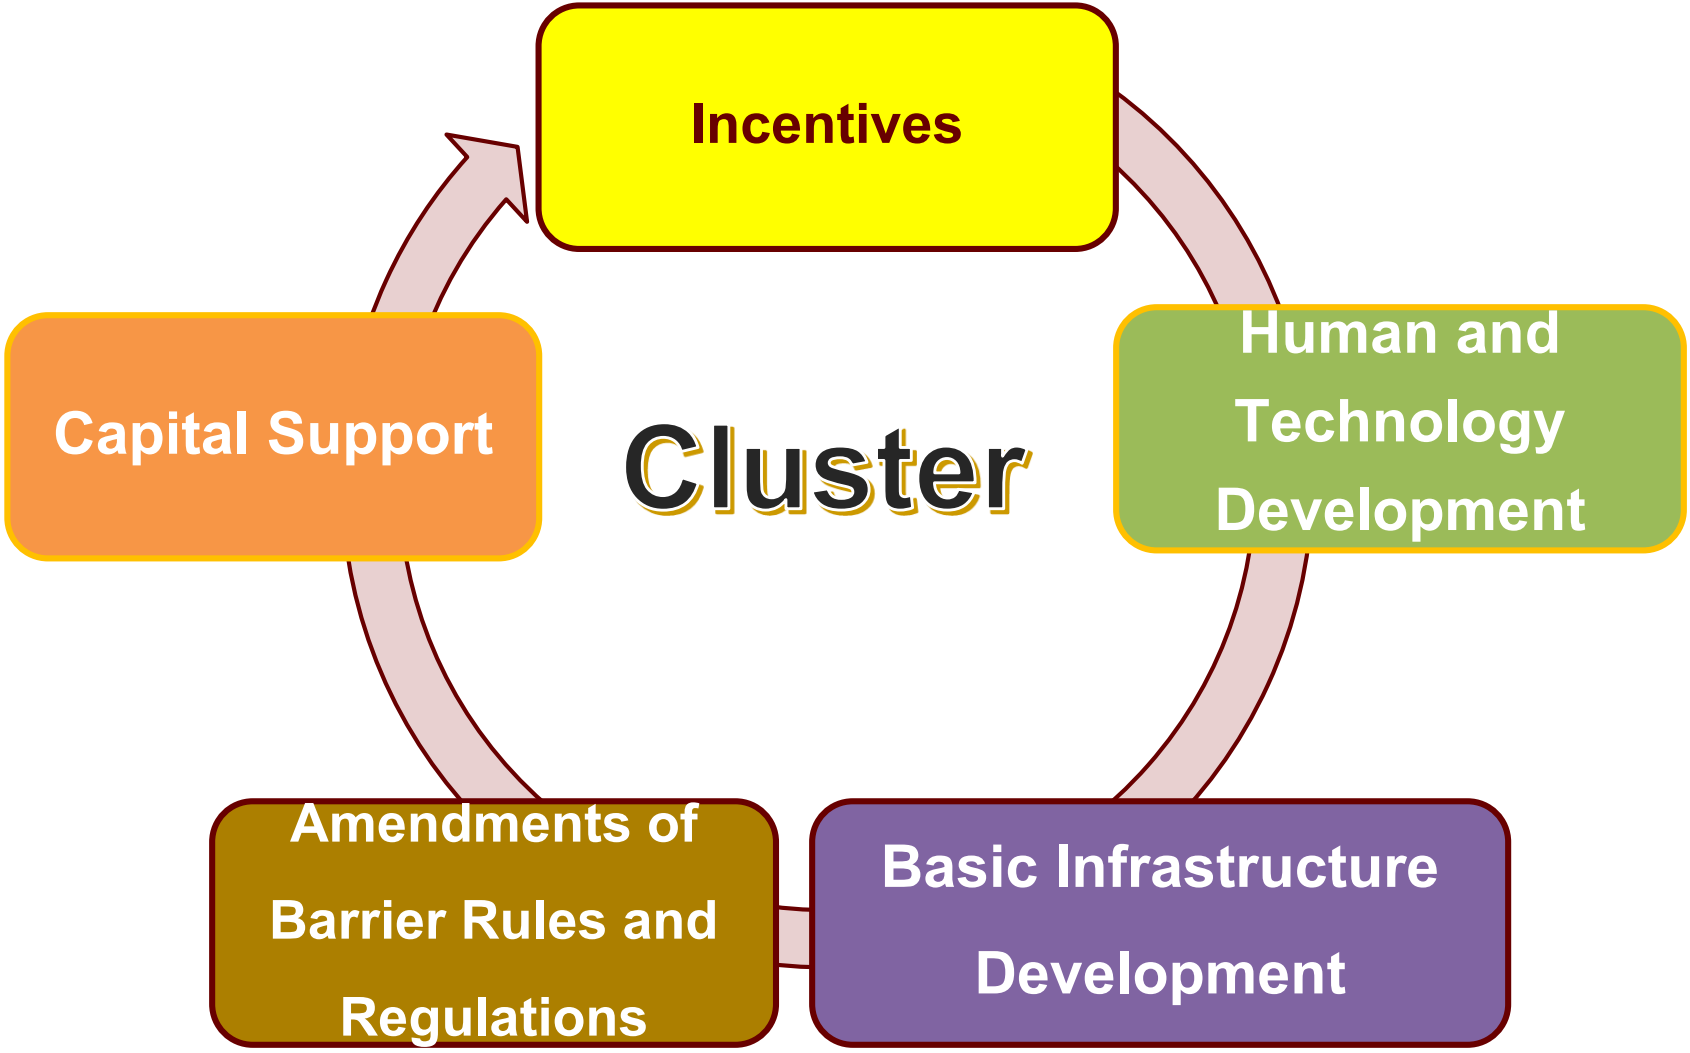 Incentives
Human and
Technology
Development
Capital Support
Cluster
Amendments of
Barrier Rules and
Regulations
Basic Infrastructure
Development